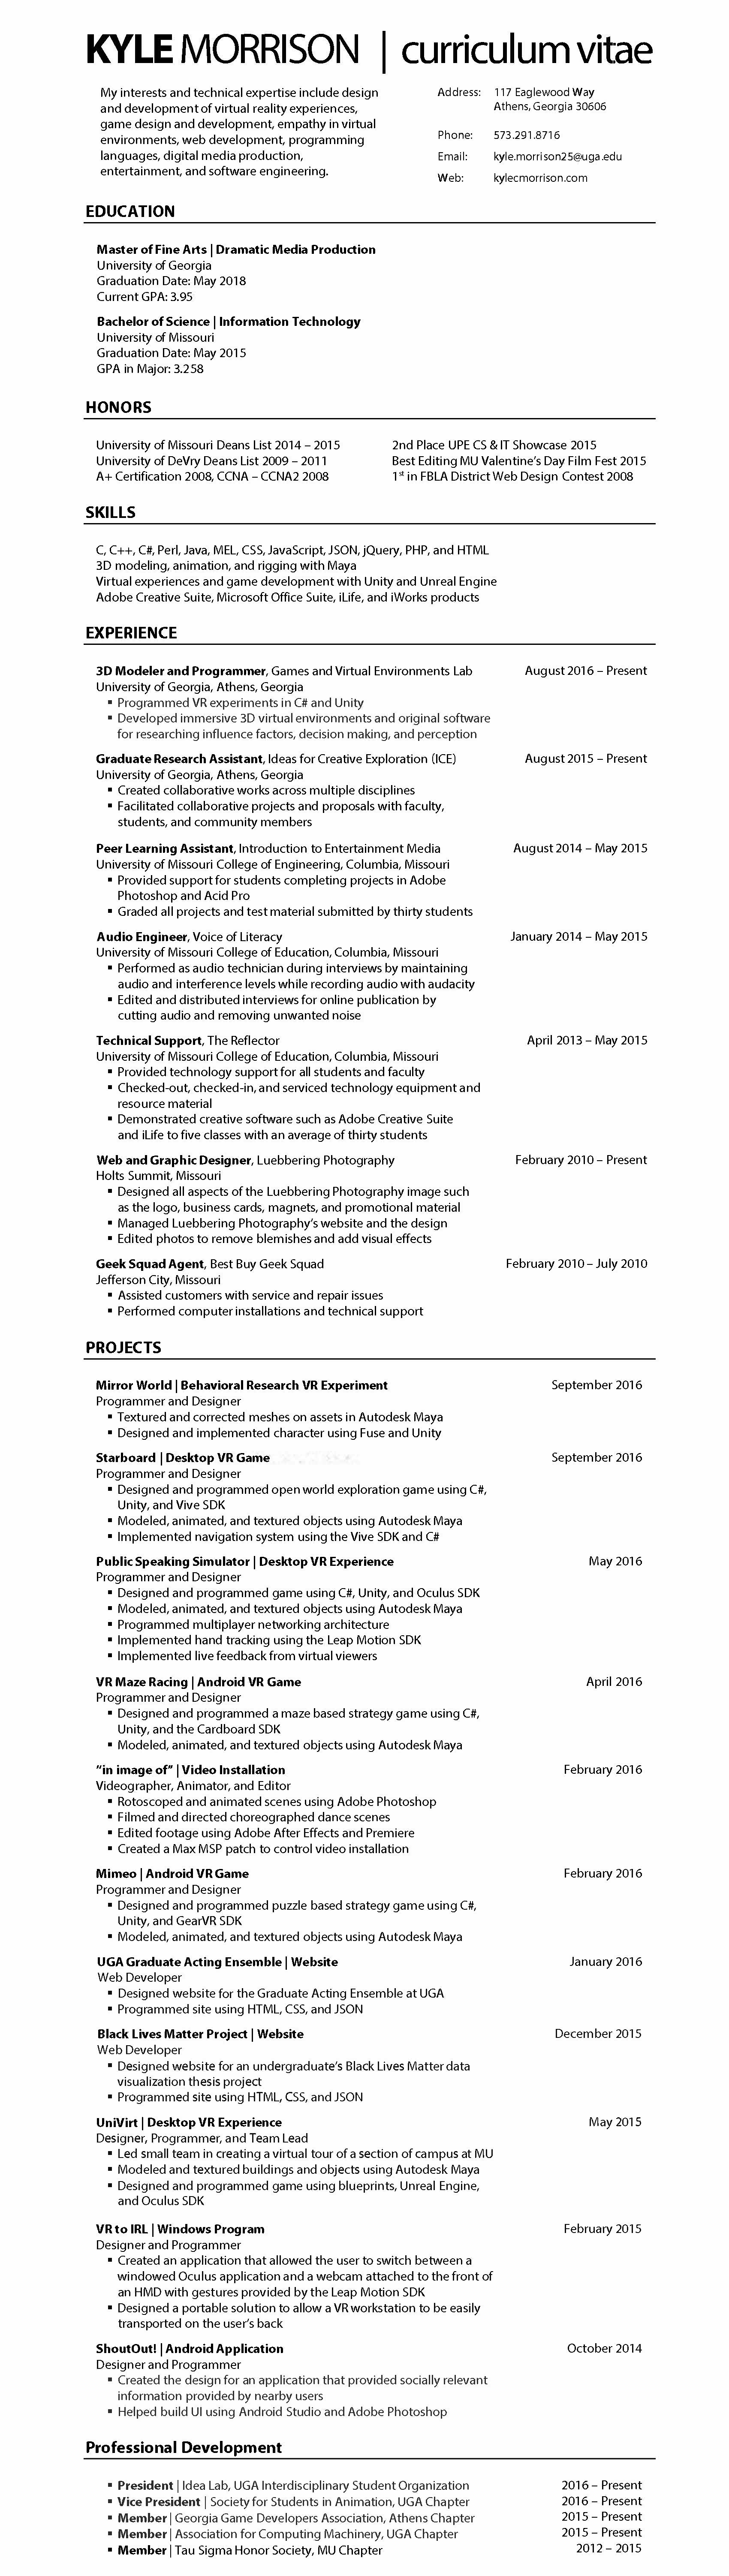 KYLE MORRISON | curriculum vitae
My interests and technical expertise include design
and development of virtual reality experiences,
game design and development, empathy in virtual
environments, web development, programming
languages, digital media production,
entertainment, and software engineering.
Address: 117 Eaglewood Way
Athens, Georgia 30606
Phone: 573.291.8716
Email: kyle.morrison25@uga.edu
Web: kylecmorrison.com
EDUCATION
Master of Fine Arts | Dramatic Media Production
University of Georgia
Graduation Date: May 2018
Current GPA: 3.95
Bachelor of Science | Information Technology
University of Missouri
Graduation Date: May 2015
GPA in Major: 3.258
HONORS
University of Missouri Deans List 2014 – 2015
University of DeVry Deans List 2009 – 2011
A+ Certification 2008, CCNA – CCNA2 2008
2nd Place UPE CS & IT Showcase 2015
Best Editing MU Valentine's Day Film Fest 2015
1st in FBLA District Web Design Contest 2008
SKILLS
C, C++, C#, Perl, Java, MEL, CSS, JavaScript, JSON, jQuery, PHP, and HTML
3D modeling, animation, and rigging with Maya
Virtual experiences and game development with Unity and Unreal Engine
Adobe Creative Suite, Microsoft Office Suite, iLife, and iWorks products
EXPERIENCE
3D Modeler and Programmer, Games and Virtual Environments Lab August 2016 – Present
University of Georgia, Athens, Georgia
▪ Programmed VR experiments in C# and Unity
▪ Developed immersive 3D virtual environments and original software
for researching influence factors, decision making, and perception
Graduate Research Assistant, Ideas for Creative Exploration (ICE) August 2015 – Present
University of Georgia, Athens, Georgia
▪ Created collaborative works across multiple disciplines
▪ Facilitated collaborative projects and proposals with faculty,
students, and community members
Peer Learning Assistant, Introduction to Entertainment Media August 2014 – May 2015
University of Missouri College of Engineering, Columbia, Missouri
▪ Provided support for students completing projects in Adobe
Photoshop and Acid Pro
▪ Graded all projects and test material submitted by thirty students
Audio Engineer, Voice of Literacy January 2014 – May 2015
University of Missouri College of Education, Columbia, Missouri
▪ Performed as audio technician during interviews by maintaining
audio and interference levels while recording audio with audacity
▪ Edited and distributed interviews for online publication by
cutting audio and removing unwanted noise
Technical Support, The Reflector April 2013 – May 2015
University of Missouri College of Education, Columbia, Missouri
▪ Provided technology support for all students and faculty
▪ Checked-out, checked-in, and serviced technology equipment and
resource material
▪ Demonstrated creative software such as Adobe Creative Suite
and iLife to five classes with an average of thirty students
Web and Graphic Designer, Luebbering Photography February 2010 – Present
Holts Summit, Missouri
▪ Designed all aspects of the Luebbering Photography image such
as the logo, business cards, magnets, and promotional material
▪ Managed Luebbering Photography's website and the design
▪ Edited photos to remove blemishes and add visual effects
Geek Squad Agent, Best Buy Geek Squad February 2010 – July 2010
Jefferson City, Missouri
▪ Assisted customers with service and repair issues
▪ Performed computer installations and technical support
PROJECTS
Mirror World | Behavioral Research VR Experiment September 2016
Programmer and Designer
▪ Textured and corrected meshes on assets in Autodesk Maya
▪ Designed and implemented character using Fuse and Unity
Starboard | Desktop VR Game September 2016
Programmer and Designer
▪ Designed and programmed open world exploration game using C#,
Unity, and Vive SDK
▪ Modeled, animated, and textured objects using Autodesk Maya
▪ Implemented navigation system using the Vive SDK and C#
Public Speaking Simulator | Desktop VR Experience May 2016
Programmer and Designer
▪ Designed and programmed game using C#, Unity, and Oculus SDK
▪ Modeled, animated, and textured objects using Autodesk Maya
▪ Programmed multiplayer networking architecture
▪ Implemented hand tracking using the Leap Motion SDK
▪ Implemented live feedback from virtual viewers
VR Maze Racing | Android VR Game April 2016
Programmer and Designer
▪ Designed and programmed a maze based strategy game using C#,
Unity, and the Cardboard SDK
▪ Modeled, animated, and textured objects using Autodesk Maya
"in image of" | Video Installation February 2016
Videographer, Animator, and Editor
▪ Rotoscoped and animated scenes using Adobe Photoshop
▪ Filmed and directed choreographed dance scenes
▪ Edited footage using Adobe After Effects and Premiere
▪ Created a Max MSP patch to control video installation
Mimeo | Android VR Game February 2016
Programmer and Designer
▪ Designed and programmed puzzle based strategy game using C#,
Unity, and GearVR SDK
▪ Modeled, animated, and textured objects using Autodesk Maya
UGA Graduate Acting Ensemble | Website January 2016
Web Developer
▪ Designed website for the Graduate Acting Ensemble at UGA
▪ Programmed site using HTML, CSS, and JSON
Black Lives Matter Project | Website December 2015
Web Developer
▪ Designed website for an undergraduate's Black Lives Matter data
visualization thesis project
▪ Programmed site using HTML, CSS, and JSON
UniVirt | Desktop VR Experience May 2015
Designer, Programmer, and Team Lead
▪ Led small team in creating a virtual tour of a section of campus at MU
▪ Modeled and textured buildings and objects using Autodesk Maya
▪ Designed and programmed game using blueprints, Unreal Engine,
and Oculus SDK
VR to IRL | Windows Program February 2015
Designer and Programmer
▪ Created an application that allowed the user to switch between a
windowed Oculus application and a webcam attached to the front of
an HMD with gestures provided by the Leap Motion SDK
▪ Designed a portable solution to allow a VR workstation to be easily
transported on the user's back
ShoutOut! | Android Application October 2014
Designer and Programmer
▪ Created the design for an application that provided socially relevant
information provided by nearby users
▪ Helped build UI using Android Studio and Adobe Photoshop
Professional Development
▪ President | Idea Lab, UGA Interdisciplinary Student Organization 2016 – Present
▪ Vice President | Society for Students in Animation, UGA Chapter 2016 – Present
▪ Member | Georgia Game Developers Association, Athens Chapter 2015 – Present
▪ Member | Association for Computing Machinery, UGA Chapter 2015 – Present
▪ Member | Tau Sigma Honor Society, MU Chapter 2012 – 2015